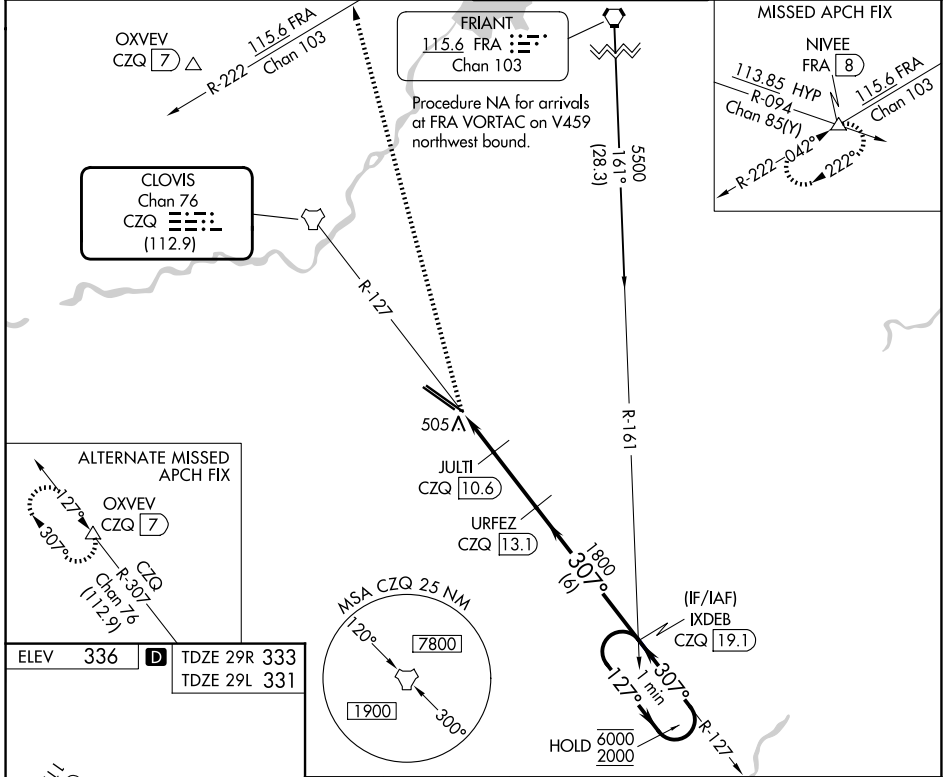 OXVEV
CZQ 7
115.6 FRA
R-222 Chan 103
FRIANT
115.6 FRA
Chan 103
Procedure NA for arrivals
at FRA VORTAC on V459
northwest bound.
MISSED APCH FIX
NIVEE
FRA 8
113.85 HYP
R-094
Chan 85(Y)
115.6 FRA
Chan 103
R-222
042°
222°
CLOVIS
Chan 76
CZQ
(112.9)
R-127
5500
161°
(28.3)
R-161
505
JULTI
CZQ 10.6
URFEZ
CZQ 13.1
1800
307°
(6)
(IF/IAF)
IXDEB
CZQ 19.1
307°
1 min
127°
R-127
HOLD 6000
2000
ALTERNATE MISSED
APCH FIX
OXVEV
CZQ 7
127°
307°
CZQ
R-307
Chan 76
(112.9)
MSA CZQ 25 NM
120°
7800
1900
300°
ELEV 336 D
TDZE 29R 333
TDZE 29L 331